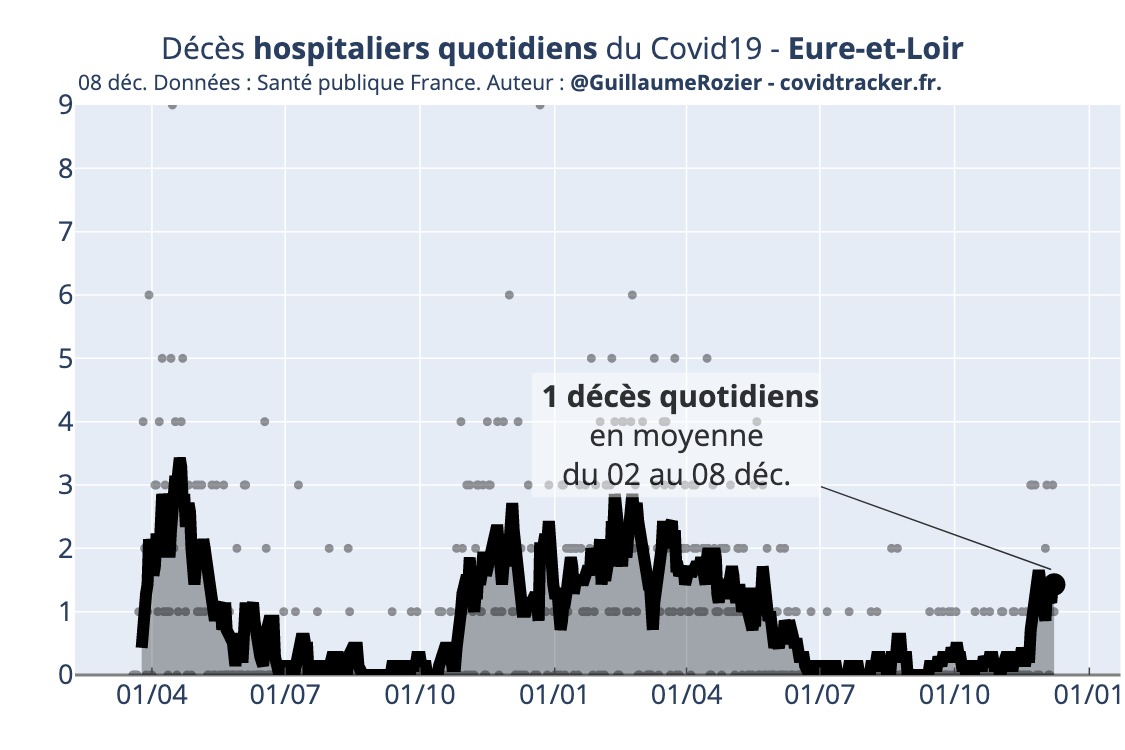 Décès hospitaliers quotidiens du Covid19 - Eure-et-Loir
08 déc. Données : Santé publique France. Auteur : @GuillaumeRozier - covidtracker.fr.
9
8
7
6
5
4
3
2
1
0
1 décès quotidiens
en moyenne
du 02 au 08 déc.
01/04 01/07 01/10 01/01 01/04 01/07 01/10 01/01